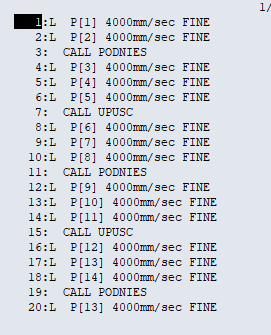 1/
1:L P[1] 4000mm/sec FINE
2:L P[2] 4000mm/sec FINE
3: CALL PODNIES
4:L P[3] 4000mm/sec FINE
5:L P[4] 4000mm/sec FINE
6:L P[5] 4000mm/sec FINE
7: CALL UPUSC
8:L P[6] 4000mm/sec FINE
9:L P[7] 4000mm/sec FINE
10:L P[8] 4000mm/sec FINE
11: CALL PODNIES
12:L P[9] 4000mm/sec FINE
13:L P[10] 4000mm/sec FINE
14:L P[11] 4000mm/sec FINE
15: CALL UPUSC
16:L P[12] 4000mm/sec FINE
17:L P[13] 4000mm/sec FINE
18:L P[14] 4000mm/sec FINE
19: CALL PODNIES
20:L P[13] 4000mm/sec FINE